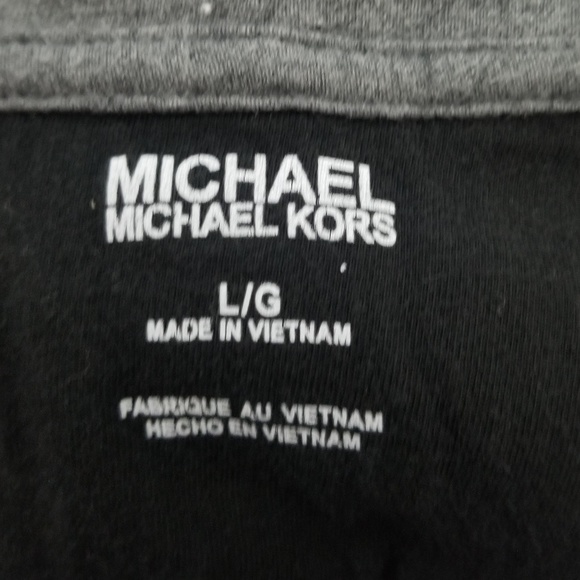 MICHAEL
MICHAEL KORS
L/G
MADE IN VIETNAM
FABRIQUE AU VIETNAM
HECHO EN VIETNAM